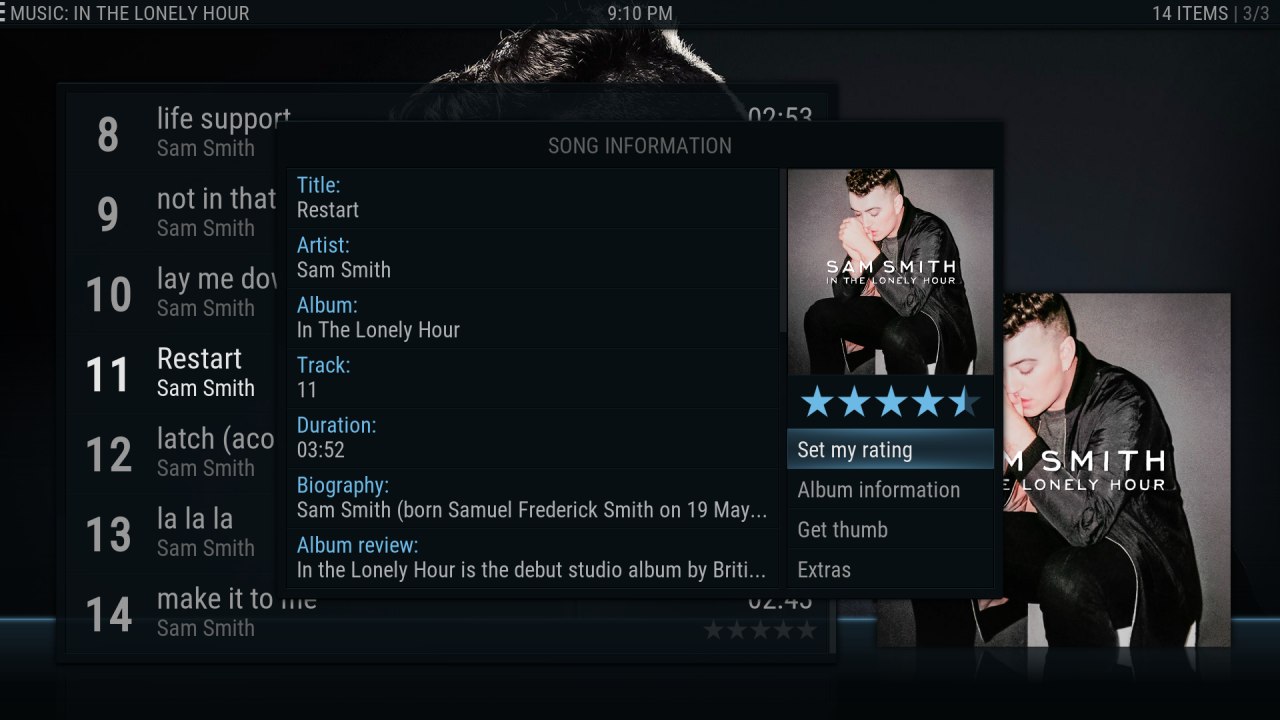 MUSIC: IN THE LONELY HOUR
9:10 PM
14 ITEMS | 3/3
8
life support
02:53
Sam Smith
9
not in that
Sam Smith
10
lay me
Sam Smith
11
Restart
Sam Smith
12
latch (aco
Sam Smith
13
la la la
Sam Smith
14
make it to me
02:45
Sam Smith
SONG INFORMATION
Title:
Restart
Artist:
Sam Smith
Album:
In The Lonely Hour
Track:
11
Duration:
03:52
Biography:
Sam Smith (born Samuel Frederick Smith on 19 May...
Album review:
In the Lonely Hour is the debut studio album by Briti...
SAM SMITH
IN THE LONELY HOUR
Set my rating
Album information
Get thumb
Extras
M SMITH
E LONELY HOUR